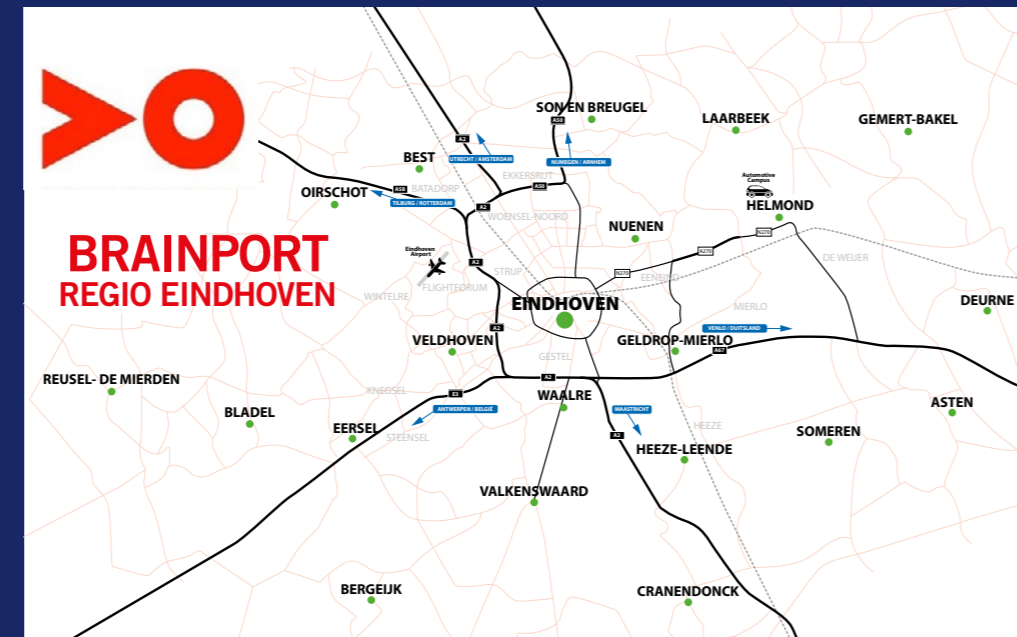 SON EN BREUGEL
A50
LAARBEEK
GEMERT-BAKEL
A2
UTRECHT / AMSTERDAM
NIJMEGEN / ARNHEM
BEST
EKKERSRIJT
Automotive
Campus
OIRSCHOT
A58
BATADORP
A50
TILBURG / ROTTERDAM
A2
HELMOND
WOENSEL-NOORD
NUENEN
N270
BRAINPORT
REGIO EINDHOVEN
Eindhoven
Airport
A2
A270
DE WEIJER
STRIJP
N270
EENEIND
FLIGHTFORUM
WINTELRE
EINDHOVEN
MIERLO
DEURNE
A2
VENLO / DUITSLAND
VELDHOVEN
GELDROP-MIERLO
A67
GESTEL
REUSEL- DE MIERDEN
A2
KNEGSEL
E3
WAALRE
ANTWERPEN / BELGIË
MAASTRICHT
ASTEN
BLADEL
EERSEL
STEENSEL
A2
HEEZE
SOMEREN
HEEZE-LEENDE
VALKENSWAARD
BERGEIJK
CRANENDONCK